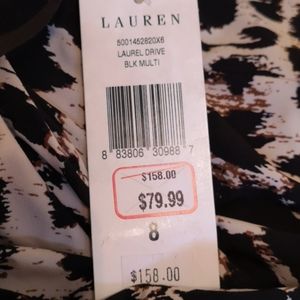 LAUREN
5001452820X6
LAUREL DRIVE
BLK MULTI
8 83806 30988 7
$158.00
$79.99
8
$158.00